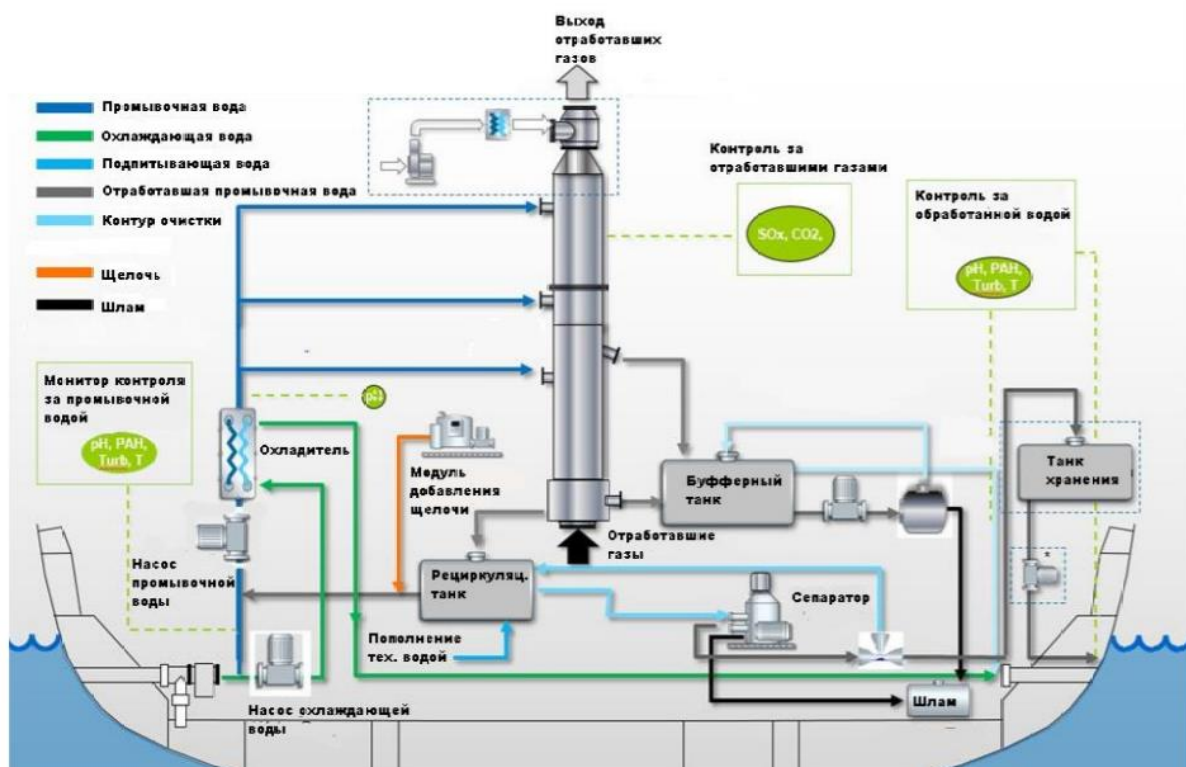 Выход
отработавших
газов
Промывочная вода
Охлаждающая вода
Подпитывающая вода
Отработавшая промывочная вода
Контур очистки
Щелочь
Шлам
Контроль за
отработавшими газами
SOx, CO2,
Контроль за
обработанной водой
pH, PAH,
Turb, T
Монитор контроля
за промывочной
водой
pH, PAH,
Turb, T
pH
Охладитель
Модуль
добавления
щелочи
Буфферный
танк
Танк
хранения
Отработавшие
газы
Насос
промывочной
воды
Рециркуляц.
танк
Сепаратор
*
Пополнение
тех. водой
Шлам
Насос охлаждающей
воды